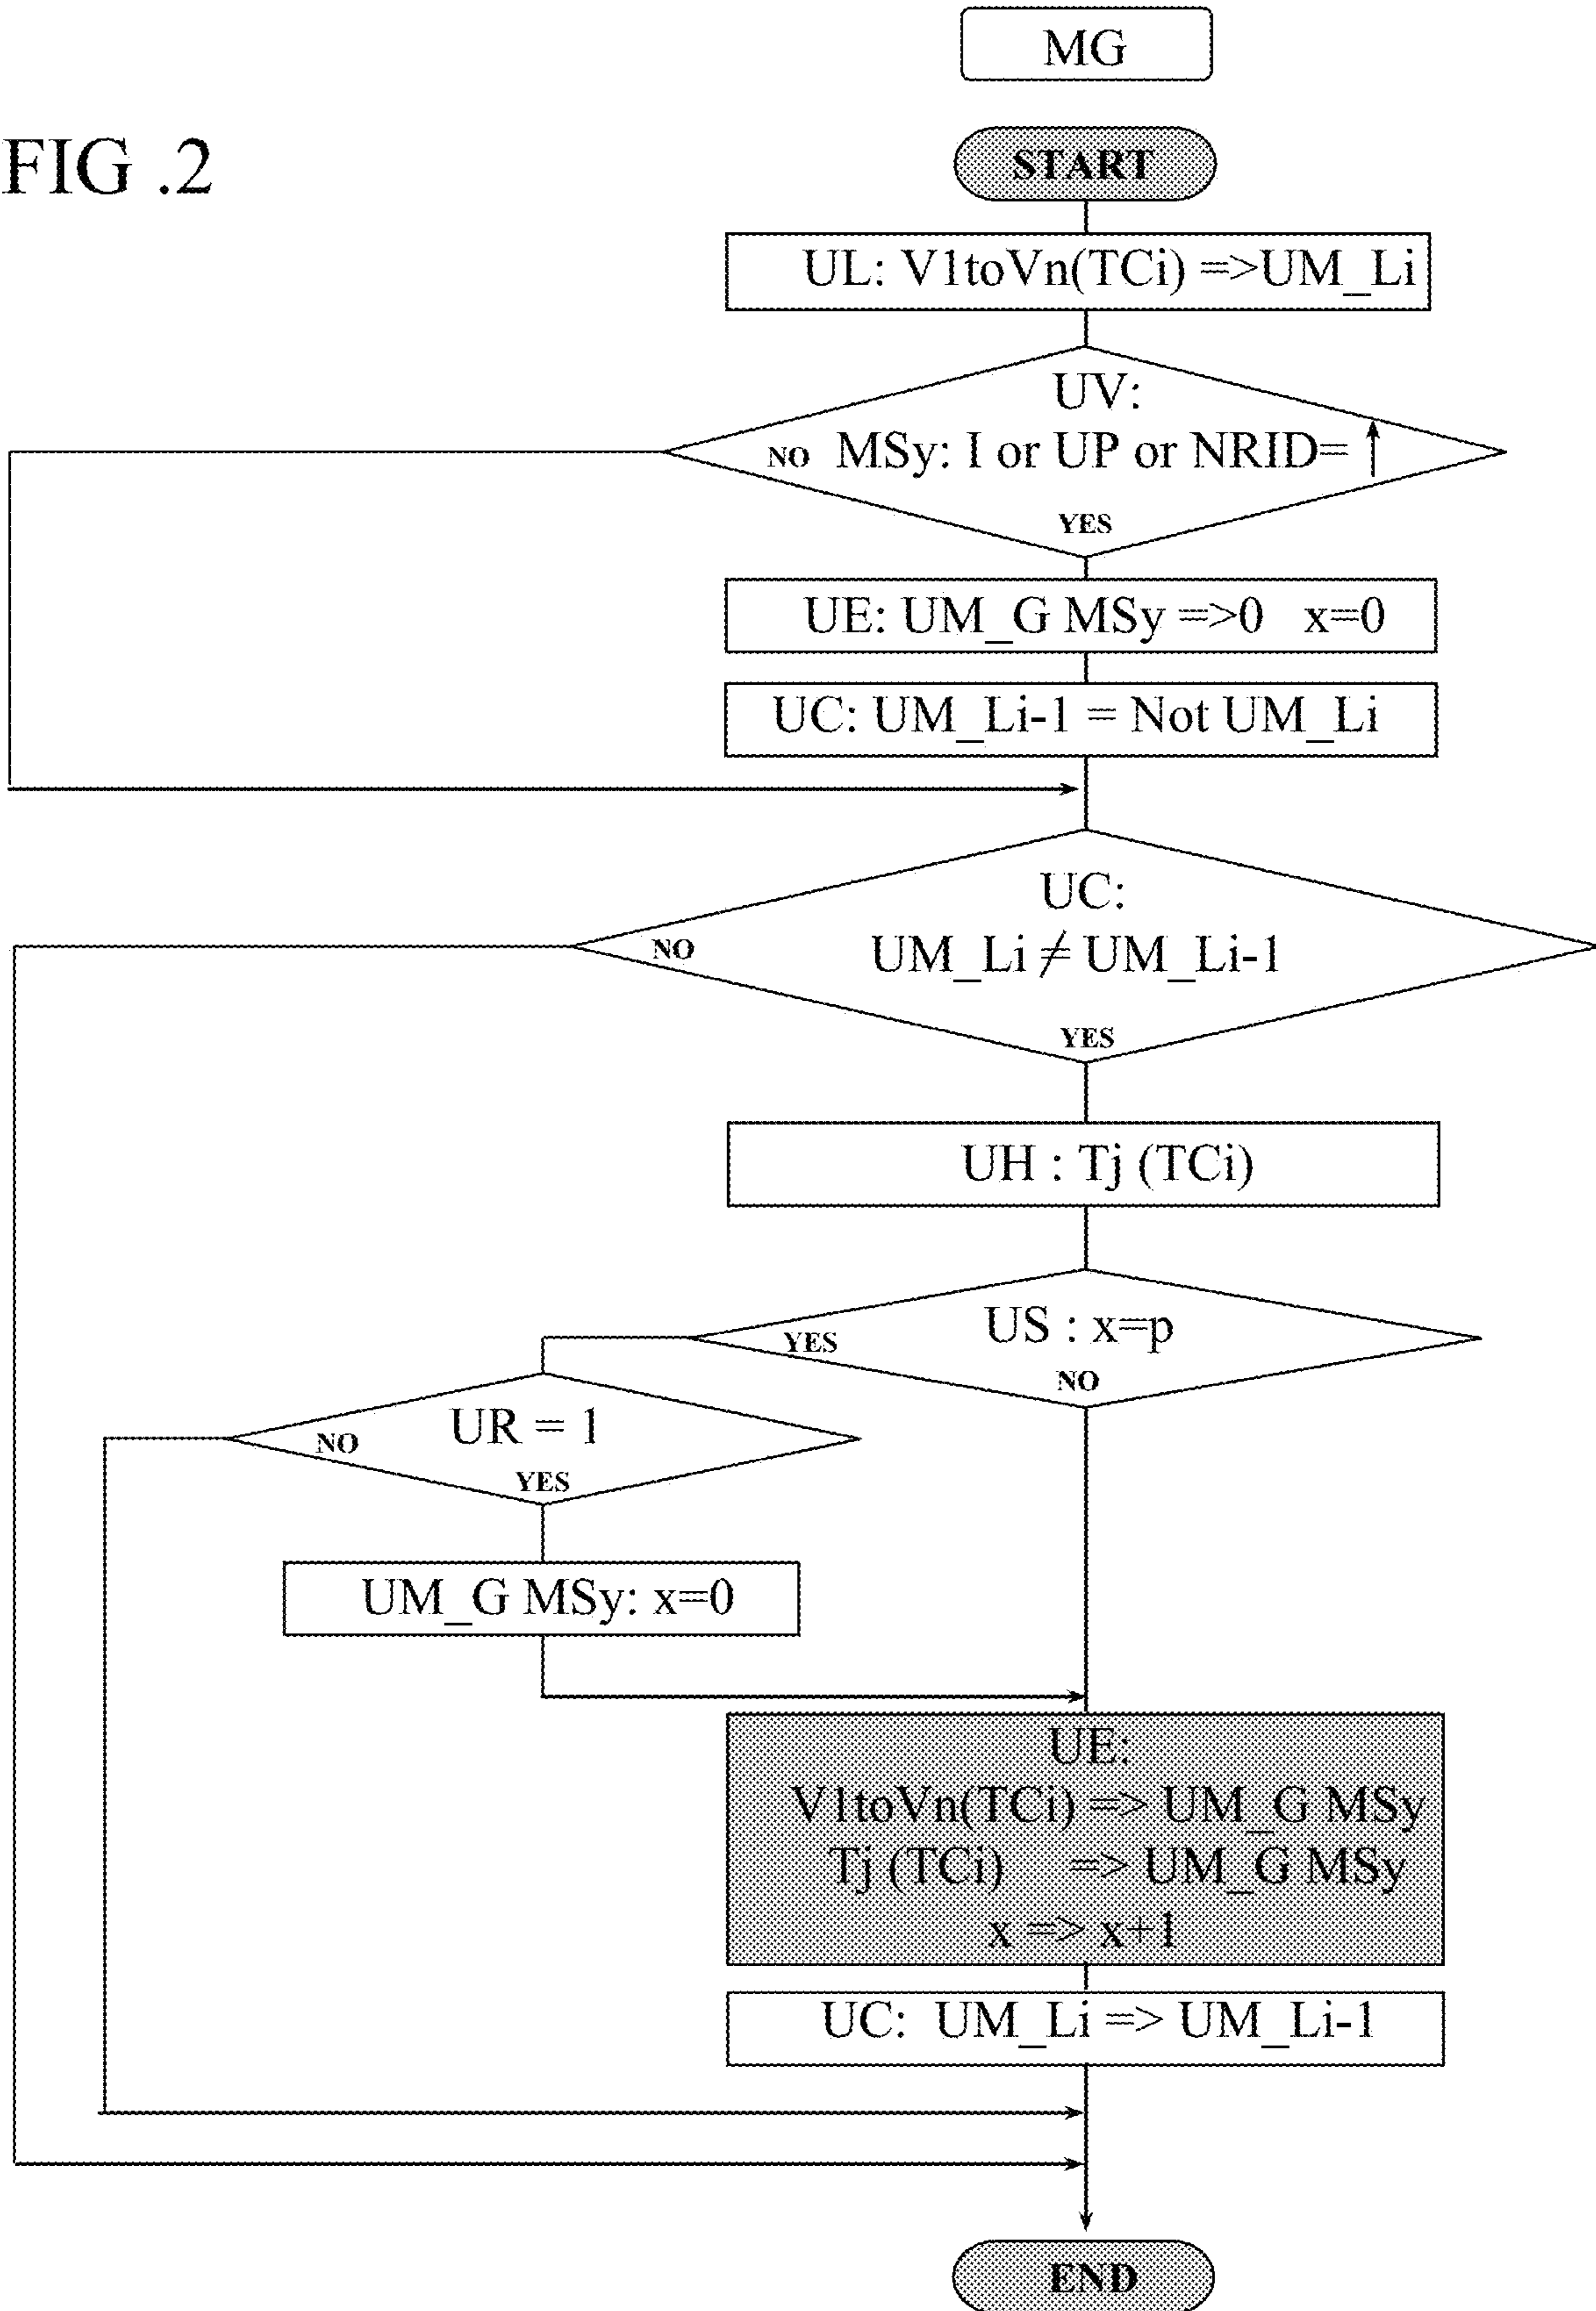 MG
FIG .2
START
UL: V1toVn(TCi) =>UM_Li
UV:
NO MSy: I or UP or NRID= ↑
YES
UE: UM_G MSy =>0 x=0
UC: UM_Li-1 = Not UM_Li
UC:
NO UM_Li ≠ UM_Li-1
YES
UH : Tj (TCi)
US : x=p
YES
NO
UR = 1
NO
YES
UM_G MSy: x=0
UE:
V1toVn(TCi) => UM_G MSy
Tj (TCi) => UM_G MSy
x => x+1
UC: UM_Li => UM_Li-1
END